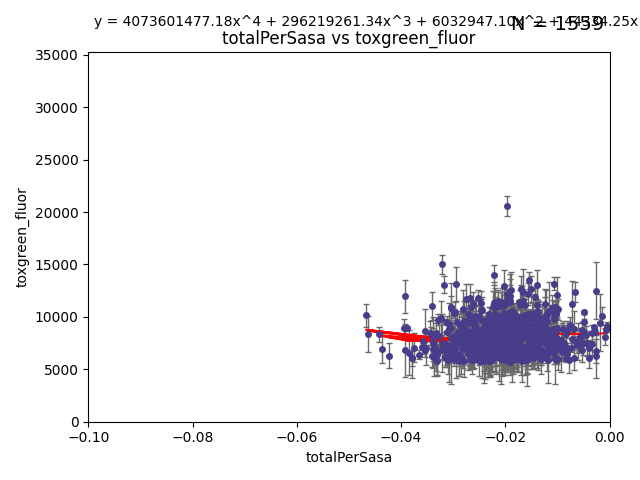 y = 4073601477.18x^4 + 296219261.34x^3 + 6032947.10x^2 +
N = 1539
totalPerSasa vs toxgreen_fluor
35000
30000
25000
20000
15000
10000
5000
0
toxgreen_fluor
−0.10
−0.08
−0.06
−0.04
−0.02
0.00
totalPerSasa